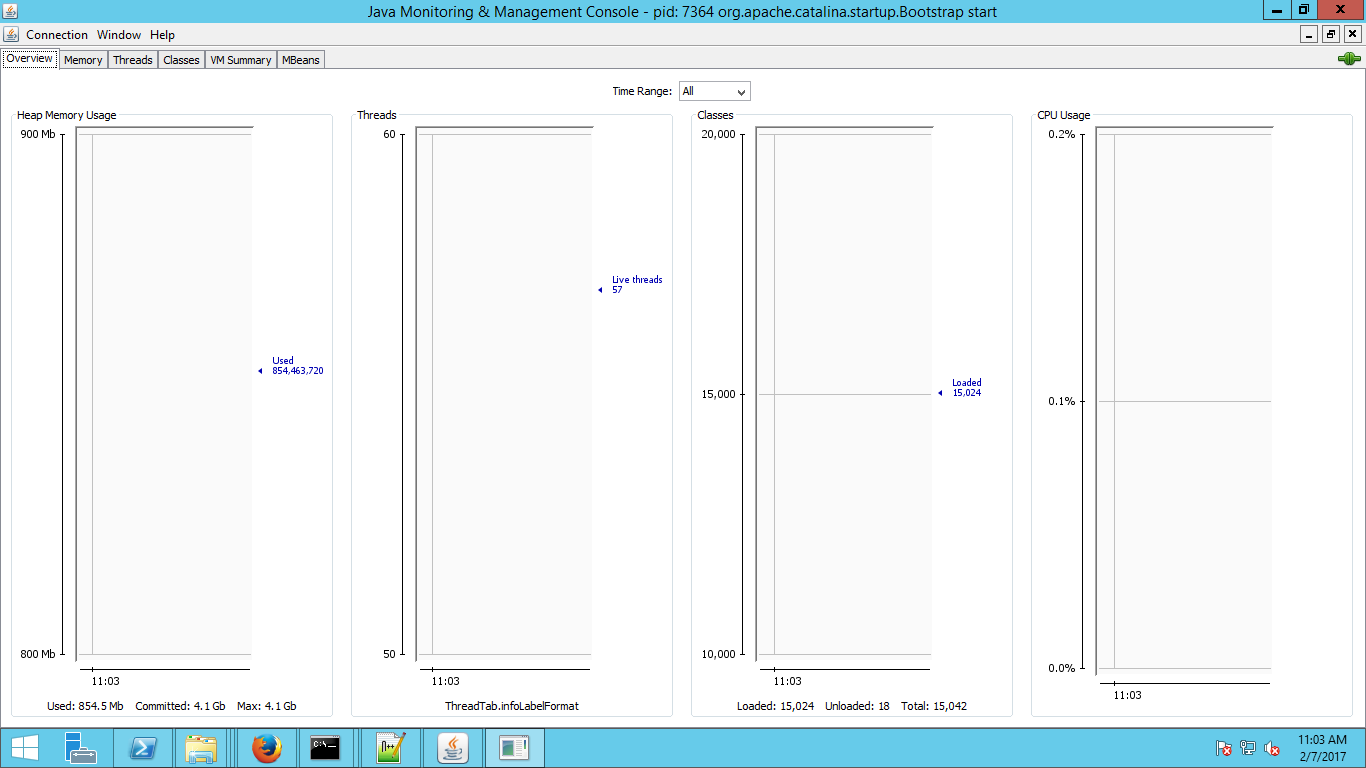 Java Monitoring & Management Console - pid: 7364 org.apache.catalina.startup.Bootstrap start
Connection Window Help
Overview Memory Threads Classes VM Summary MBeans
Time Range: All
Heap Memory Usage
900 Mb
Used
854,463,720
800 Mb
11:03
Used: 854.5 Mb Committed: 4.1 Gb Max: 4.1 Gb
Threads
60
Live threads
57
50
11:03
ThreadTab.infoLabelFormat
Classes
20,000
15,000
Loaded
15,024
10,000
11:03
Loaded: 15,024 Unloaded: 18 Total: 15,042
CPU Usage
0.2%
0.1%
0.0%
11:03
C:\_
11:03 AM
2/7/2017